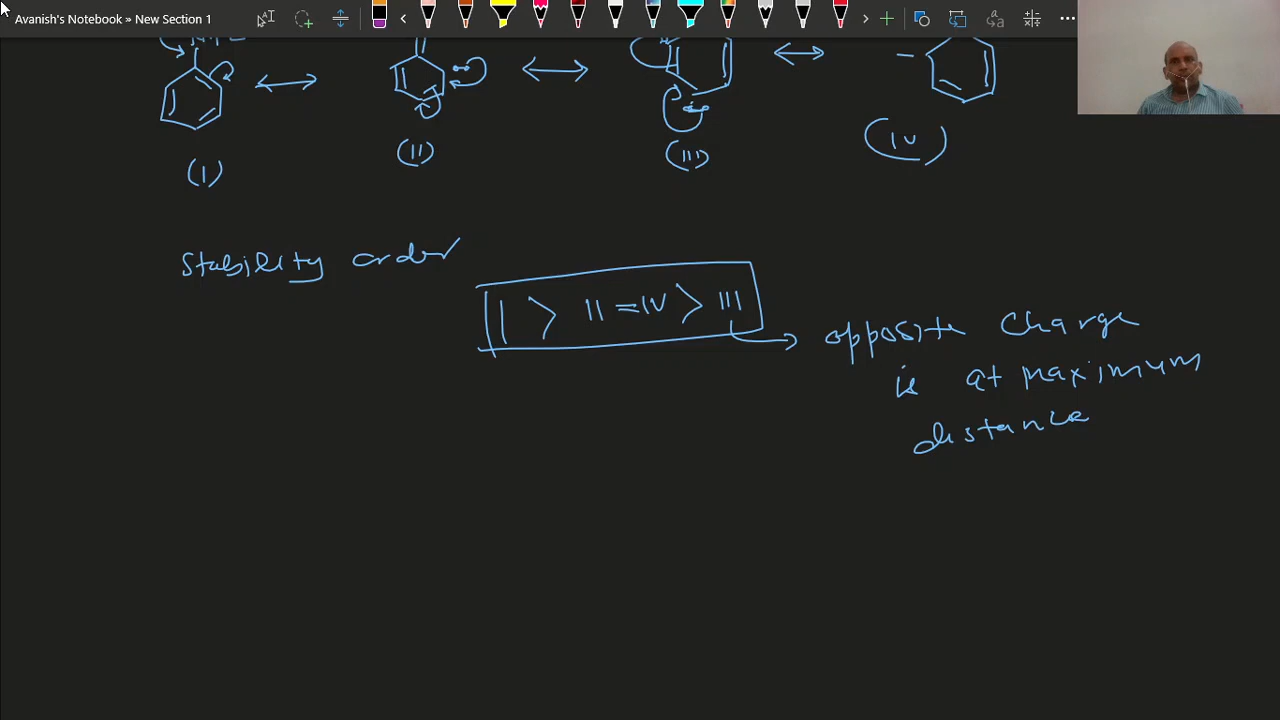 Avanish's Notebook » New Section 1
(I)
(II)
(III)
(IV)
Stability order
I > II = IV > III
opposite charge
is at maximum
distance